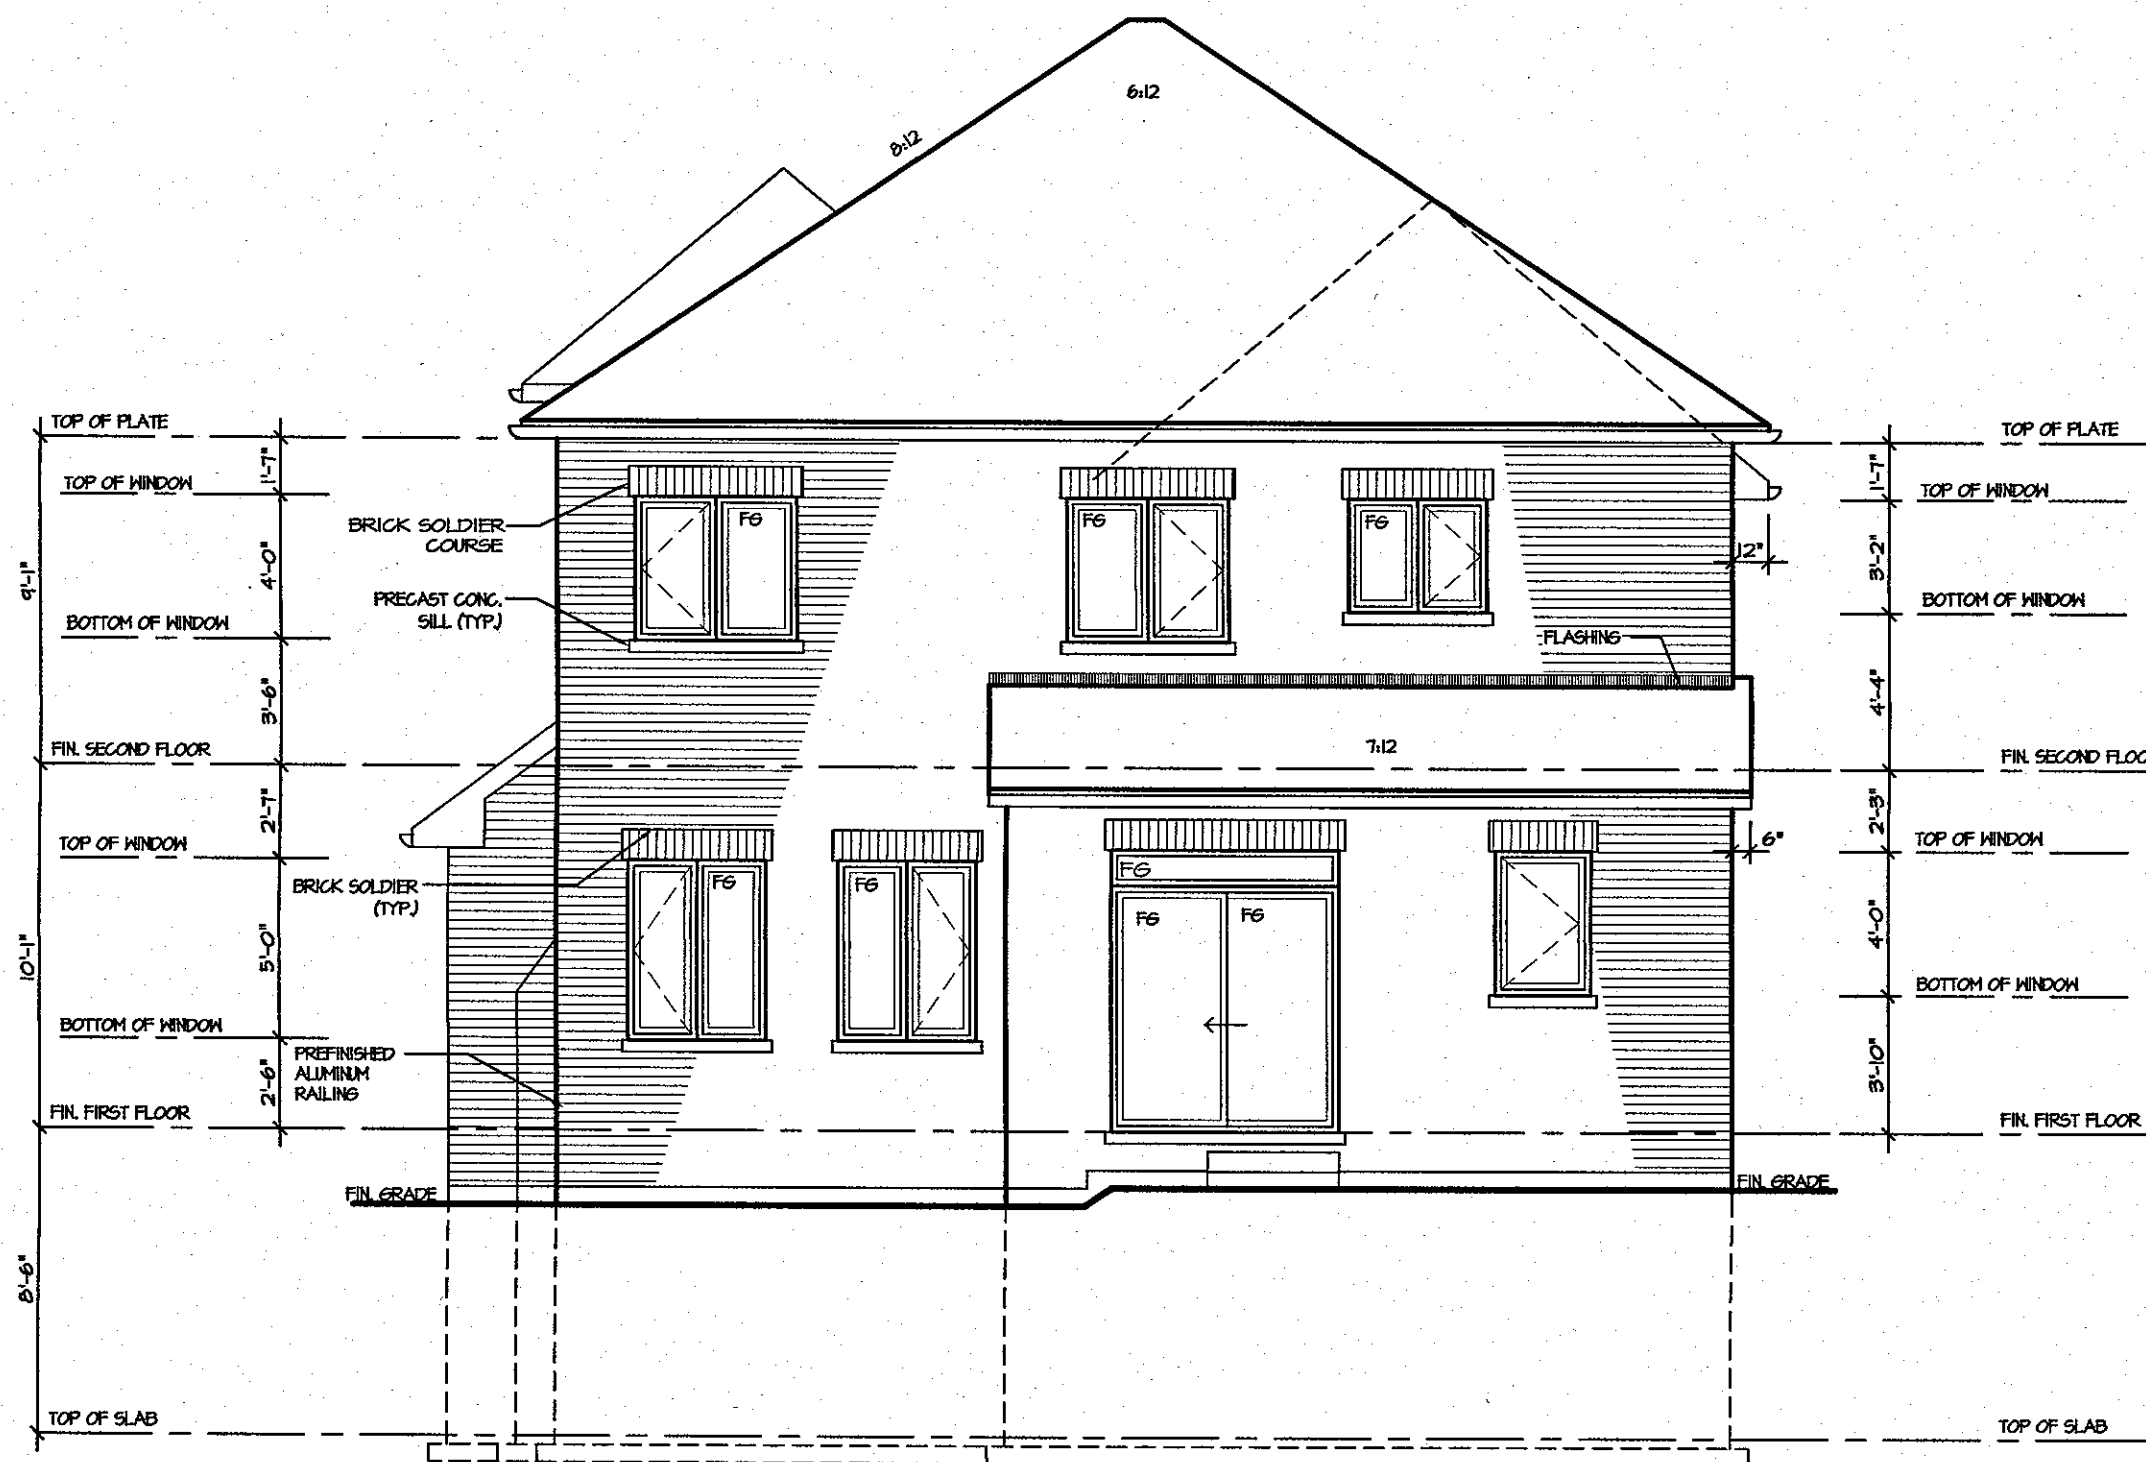 6:12
8:12
TOP OF PLATE
TOP OF PLATE
1'-7"
1'-7"
TOP OF WINDOW
TOP OF WINDOW
BRICK SOLDIER
COURSE
FG
FG
FG
12"
9'-1"
4'-0"
3'-2"
PRECAST CONC.
SILL (TYP.)
BOTTOM OF WINDOW
BOTTOM OF WINDOW
FLASHING
3'-6"
4'-4"
FIN. SECOND FLOOR
7:12
FIN. SECOND FLOO
2'-7"
2'-3"
TOP OF WINDOW
6"
TOP OF WINDOW
BRICK SOLDIER
(TYP.)
FG
FG
FG
FG
FG
10'-1"
5'-0"
4'-0"
BOTTOM OF WINDOW
BOTTOM OF WINDOW
PREFINISHED
ALUMINUM
RAILING
2'-6"
3'-10"
FIN. FIRST FLOOR
FIN. FIRST FLOOR
FIN. GRADE
FIN. GRADE
8'-6"
TOP OF SLAB
TOP OF SLAB